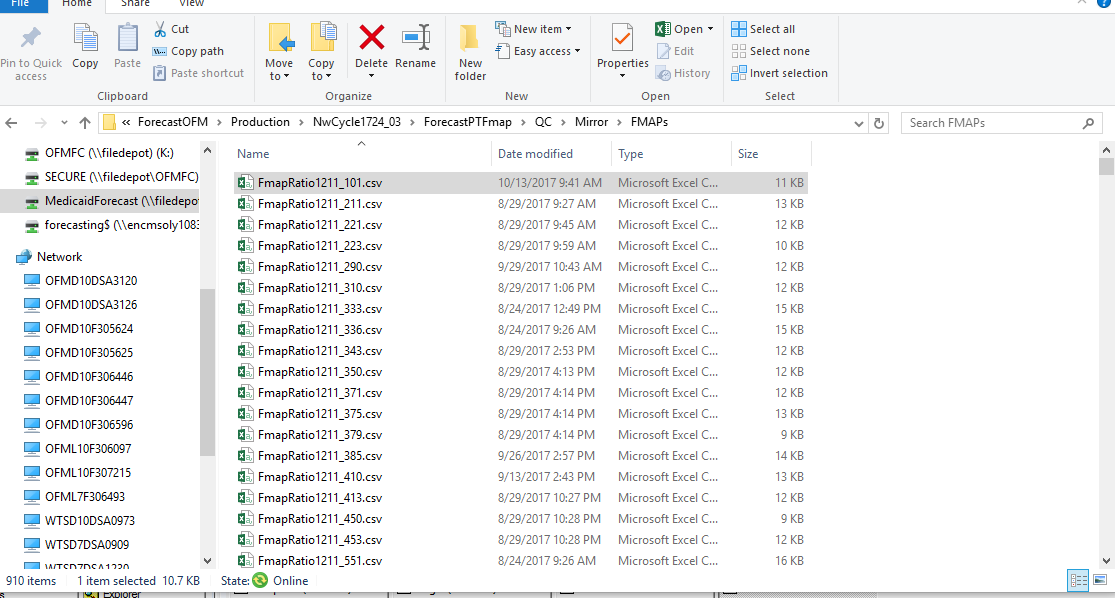 File Home Share View
Pin to Quick access
Copy
Paste
Cut
Copy path
Paste shortcut
Clipboard
Move to
Copy to
Delete
Rename
Organize
New folder
New item
Easy access
New
Properties
Open
Edit
History
Open
Select all
Select none
Invert selection
Select
« ForecastOFM > Production > NwCycle1724_03 > ForecastPTFmap > QC > Mirror > FMAPs
Search FMAPs
OFMFC (\\filedepot) (K:)
SECURE (\\filedepot\OFMFC)
MedicaidForecast (\\filedepot
forecasting$ (\\encmsoly1083
Network
OFMD10DSA3120
OFMD10DSA3126
OFMD10F305624
OFMD10F305625
OFMD10F306446
OFMD10F306447
OFMD10F306596
OFML10F306097
OFML10F307215
OFML7F306493
WTSD10DSA0973
WTSD7DSA0909
WTSD7DSA1230
Name Date modified Type Size
FmapRatio1211_101.csv 10/13/2017 9:41 AM Microsoft Excel C... 11 KB
FmapRatio1211_211.csv 8/29/2017 9:27 AM Microsoft Excel C... 13 KB
FmapRatio1211_221.csv 8/29/2017 9:45 AM Microsoft Excel C... 12 KB
FmapRatio1211_223.csv 8/29/2017 9:59 AM Microsoft Excel C... 10 KB
FmapRatio1211_290.csv 9/29/2017 10:43 AM Microsoft Excel C... 12 KB
FmapRatio1211_310.csv 8/29/2017 1:06 PM Microsoft Excel C... 12 KB
FmapRatio1211_333.csv 8/24/2017 12:49 PM Microsoft Excel C... 15 KB
FmapRatio1211_336.csv 8/24/2017 9:26 AM Microsoft Excel C... 15 KB
FmapRatio1211_343.csv 8/29/2017 2:53 PM Microsoft Excel C... 12 KB
FmapRatio1211_350.csv 8/29/2017 4:13 PM Microsoft Excel C... 12 KB
FmapRatio1211_371.csv 8/29/2017 4:14 PM Microsoft Excel C... 12 KB
FmapRatio1211_375.csv 8/29/2017 4:14 PM Microsoft Excel C... 13 KB
FmapRatio1211_379.csv 8/29/2017 4:14 PM Microsoft Excel C... 9 KB
FmapRatio1211_385.csv 9/26/2017 2:57 PM Microsoft Excel C... 14 KB
FmapRatio1211_410.csv 9/13/2017 2:43 PM Microsoft Excel C... 13 KB
FmapRatio1211_413.csv 8/29/2017 10:27 PM Microsoft Excel C... 12 KB
FmapRatio1211_450.csv 8/29/2017 10:28 PM Microsoft Excel C... 9 KB
FmapRatio1211_453.csv 8/29/2017 10:28 PM Microsoft Excel C... 12 KB
FmapRatio1211_551.csv 8/24/2017 9:26 AM Microsoft Excel C... 16 KB
910 items 1 item selected 10.7 KB State: Online
Explorer